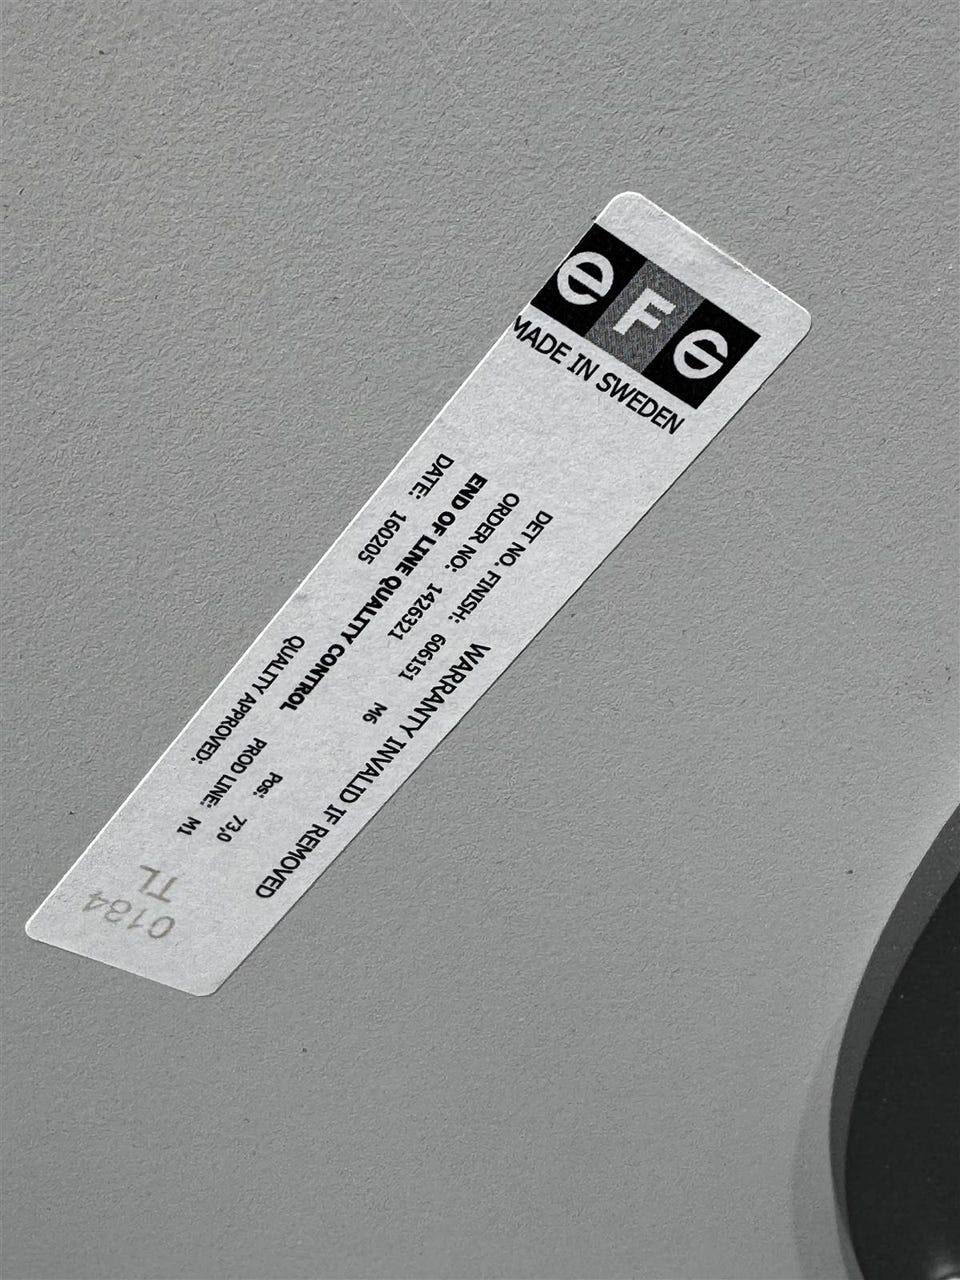 eFG
MADE IN SWEDEN
DATE: 160205
END OF LINE QUALITY CONTROL
ORDER NO: 1426321 M6
DET NO, FINISH: 606151
WARRANTY INVALID IF REMOVED
QUALITY APPROVED:
PROD LINE: M1
Pos: 73,0
TL
0184